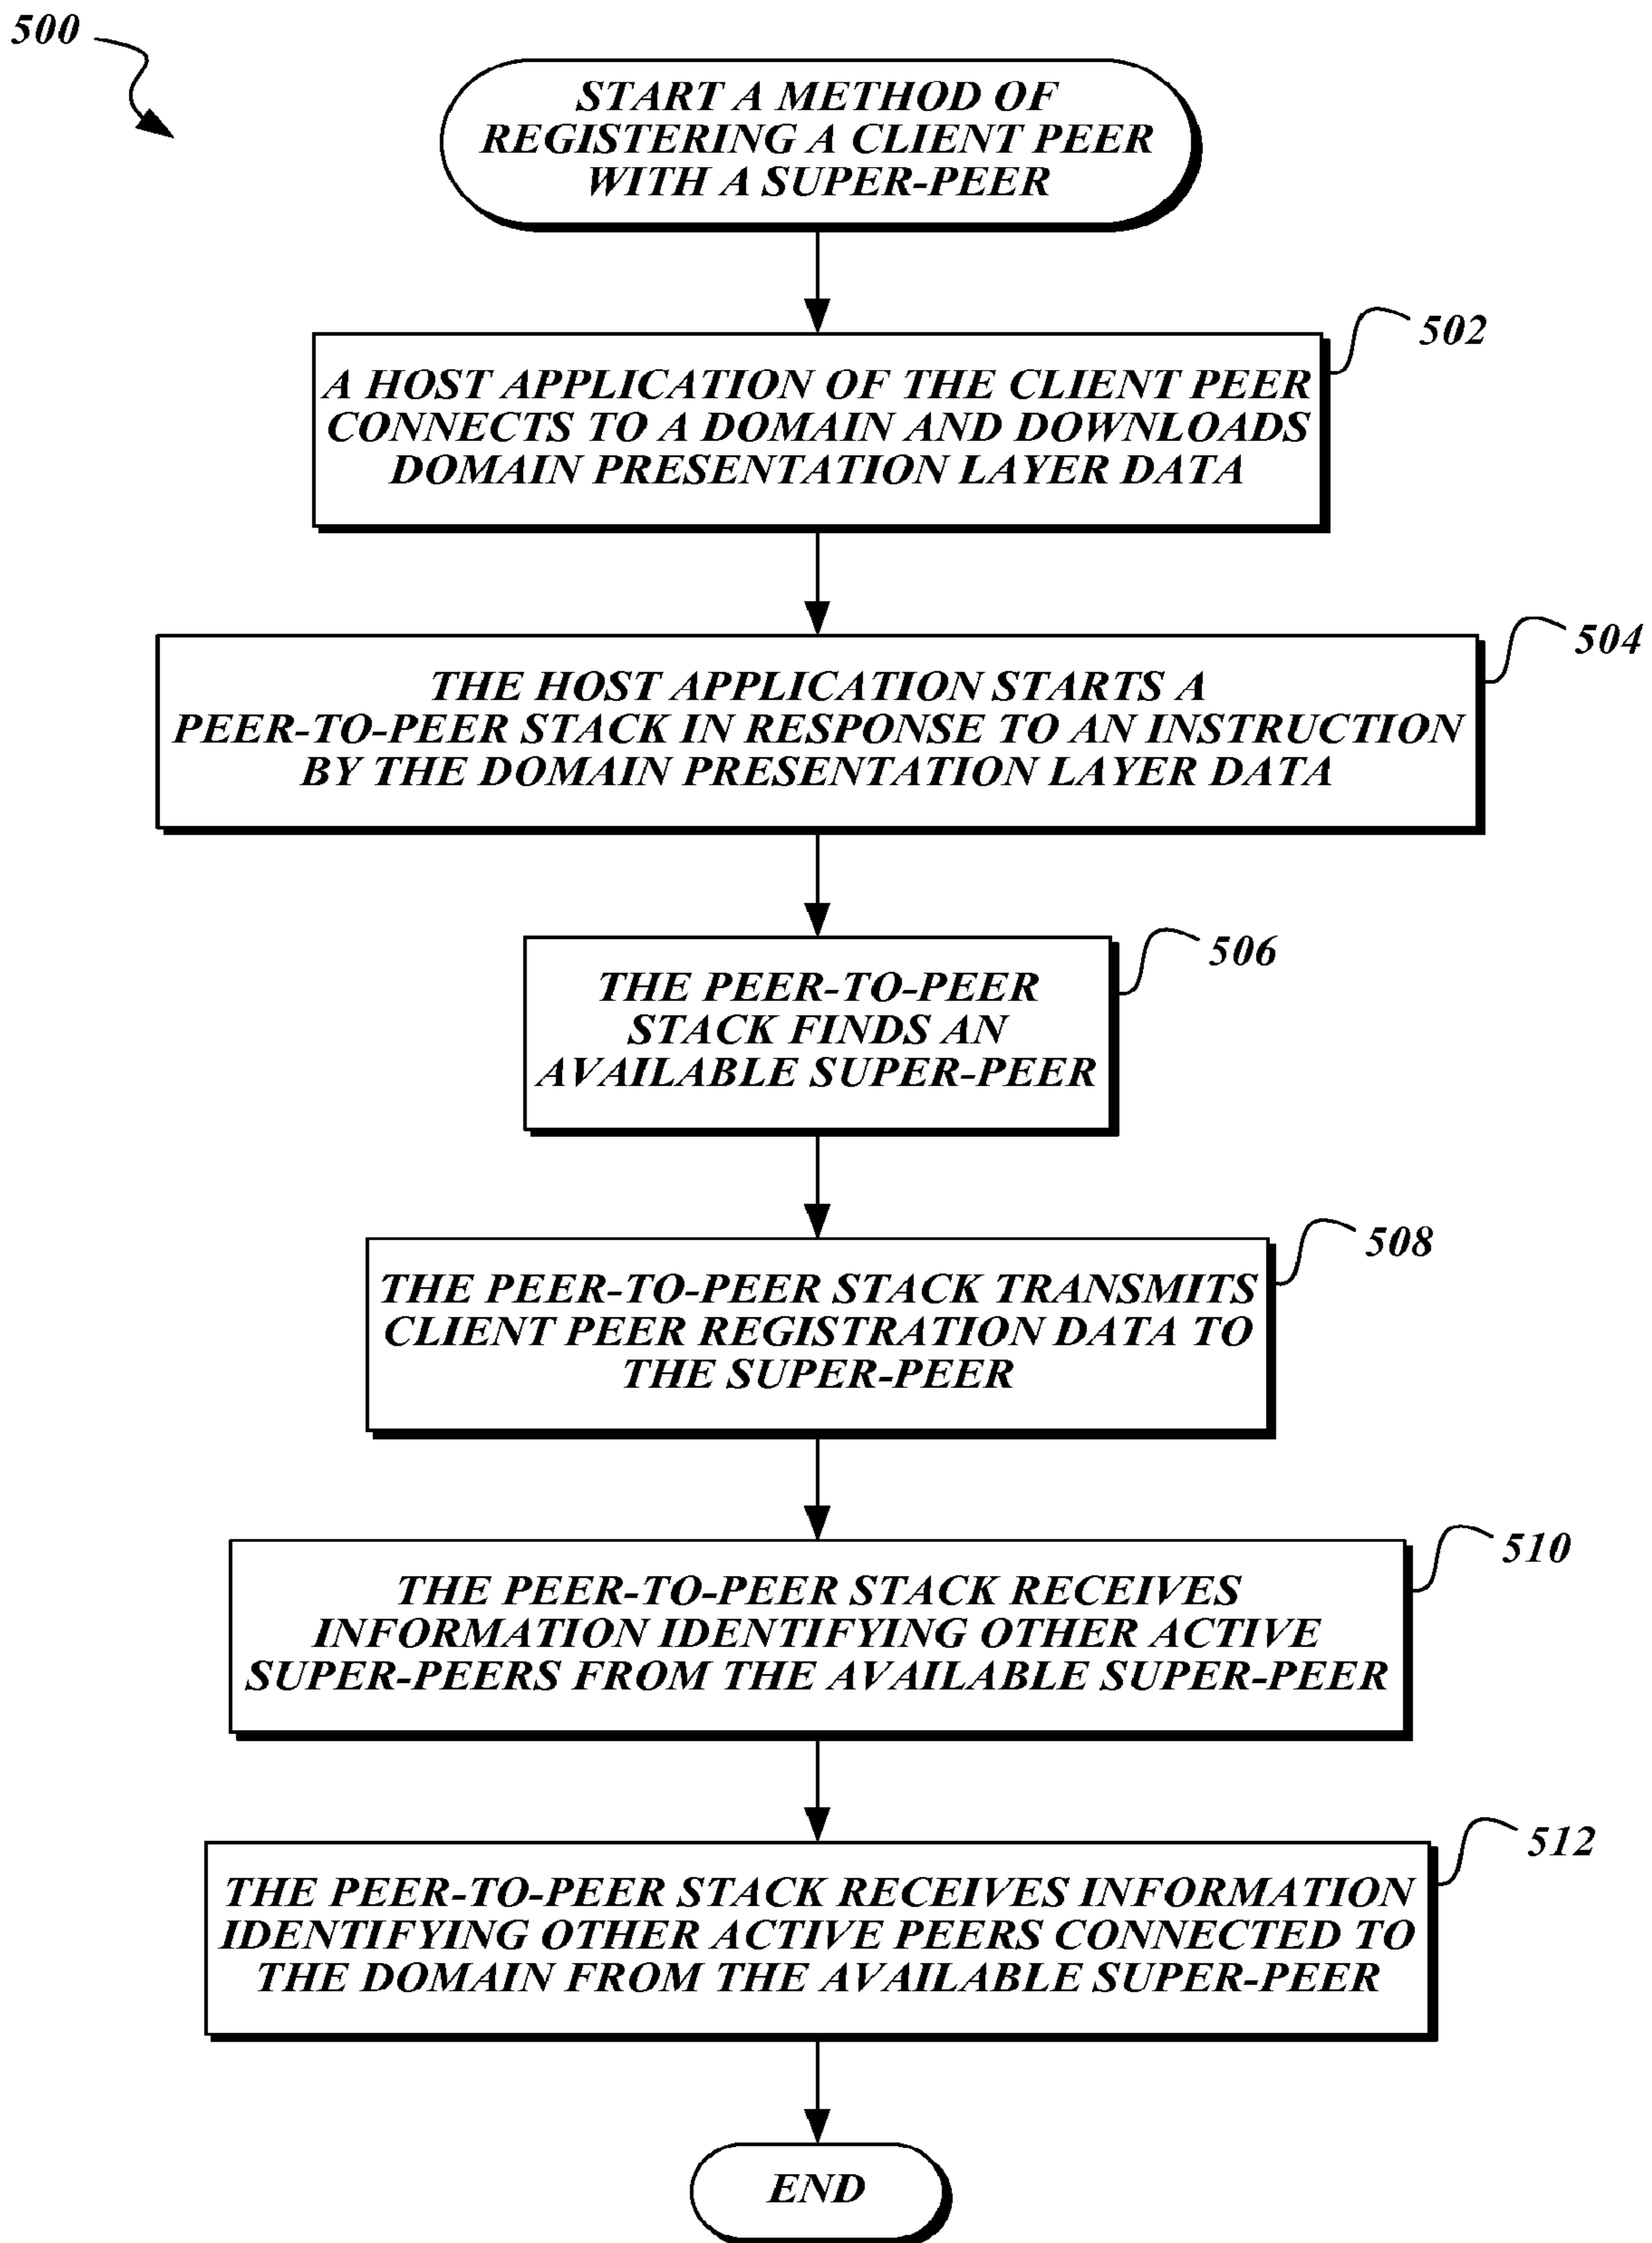 500
START A METHOD OF
REGISTERING A CLIENT PEER
WITH A SUPER-PEER
502
A HOST APPLICATION OF THE CLIENT PEER
CONNECTS TO A DOMAIN AND DOWNLOADS
DOMAIN PRESENTATION LAYER DATA
504
THE HOST APPLICATION STARTS A
PEER-TO-PEER STACK IN RESPONSE TO AN INSTRUCTION
BY THE DOMAIN PRESENTATION LAYER DATA
506
THE PEER-TO-PEER
STACK FINDS AN
AVAILABLE SUPER-PEER
508
THE PEER-TO-PEER STACK TRANSMITS
CLIENT PEER REGISTRATION DATA TO
THE SUPER-PEER
510
THE PEER-TO-PEER STACK RECEIVES
INFORMATION IDENTIFYING OTHER ACTIVE
SUPER-PEERS FROM THE AVAILABLE SUPER-PEER
512
THE PEER-TO-PEER STACK RECEIVES INFORMATION
IDENTIFYING OTHER ACTIVE PEERS CONNECTED TO
THE DOMAIN FROM THE AVAILABLE SUPER-PEER
END